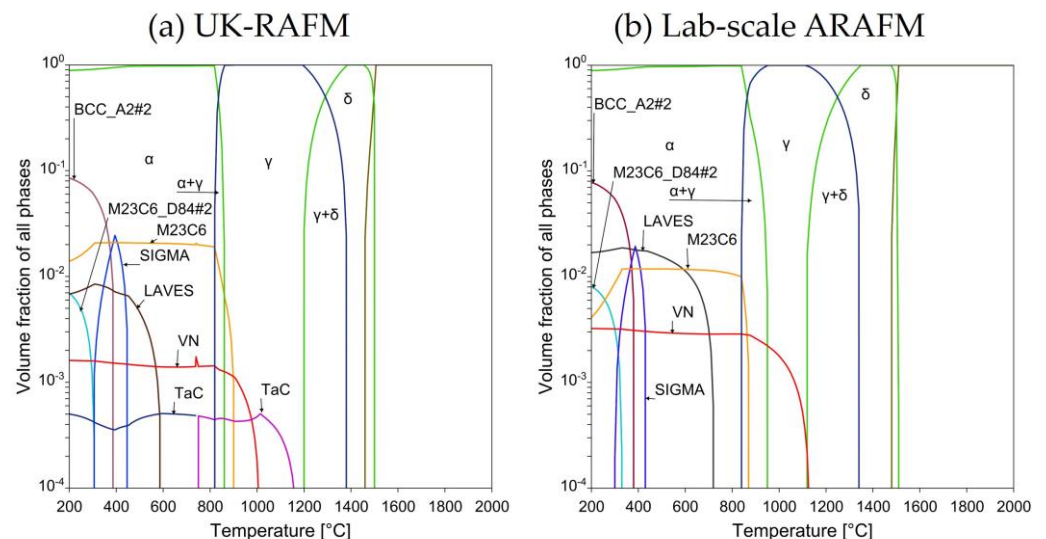 (a) UK-RAFM
Volume fraction of all phases
10^0
10^-1
10^-2
10^-3
10^-4
BCC_A2#2
M23C6_D84#2
α
α+γ
γ
δ
γ+δ
M23C6
SIGMA
LAVES
VN
TaC
TaC
200 400 600 800 1000 1200 1400 1600 1800 2000
Temperature [°C]
(b) Lab-scale ARAFM
Volume fraction of all phases
10^0
10^-1
10^-2
10^-3
10^-4
BCC_A2#2
M23C6_D84#2
α
α+γ
γ
δ
γ+δ
LAVES
M23C6
VN
SIGMA
200 400 600 800 1000 1200 1400 1600 1800 2000
Temperature [°C]